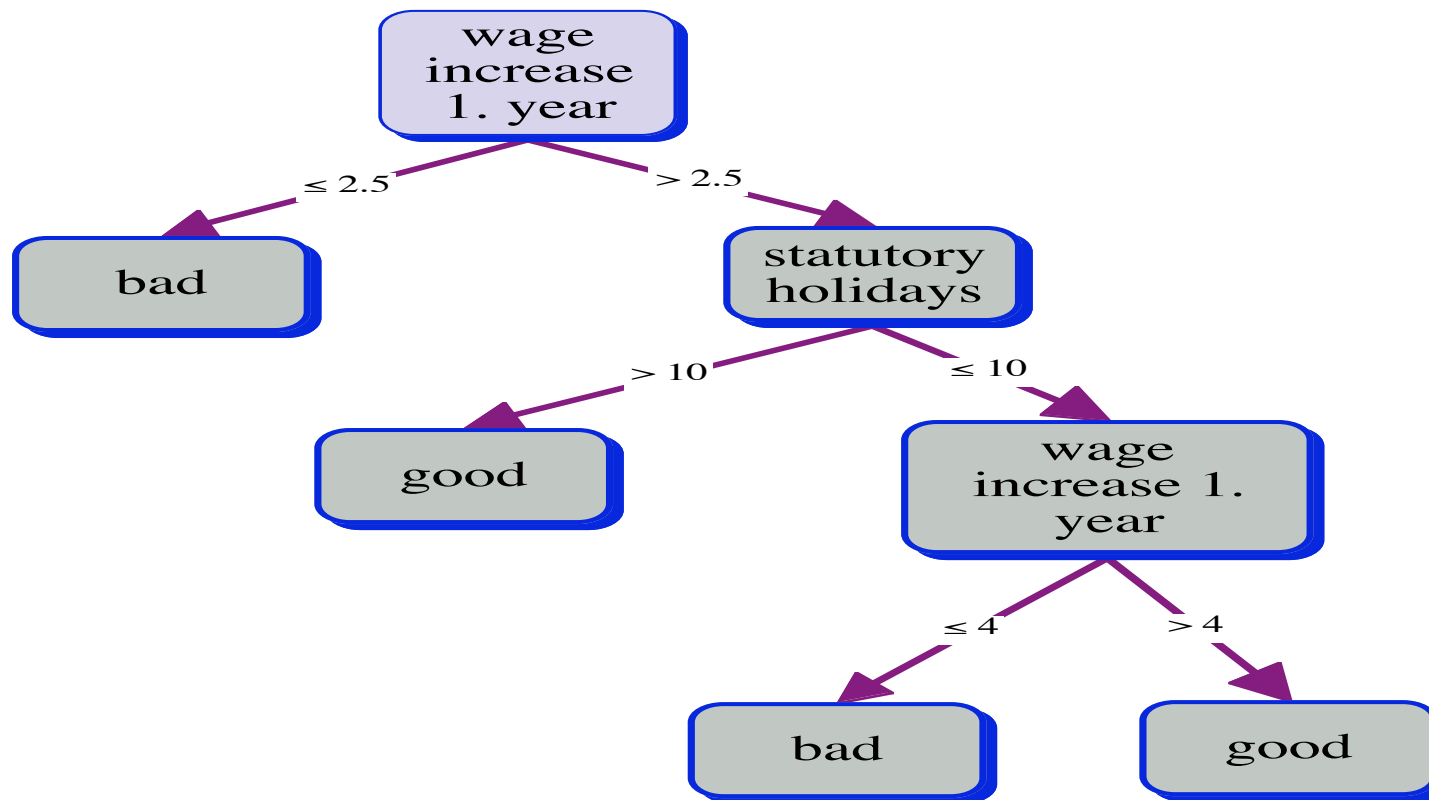 wage
increase
1. year
≤ 2.5
> 2.5
bad
statutory
holidays
> 10
≤ 10
good
wage
increase 1.
year
≤ 4
> 4
bad
good